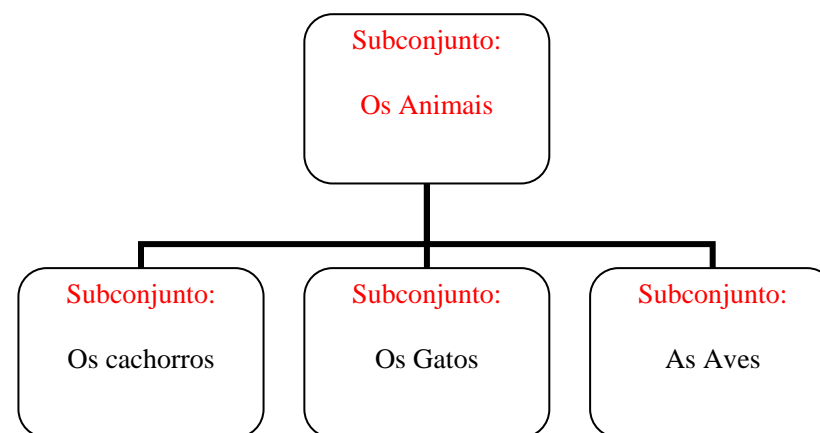 Subconjunto:
Os Animais
Subconjunto:
Os cachorros
Subconjunto:
Os Gatos
Subconjunto:
As Aves